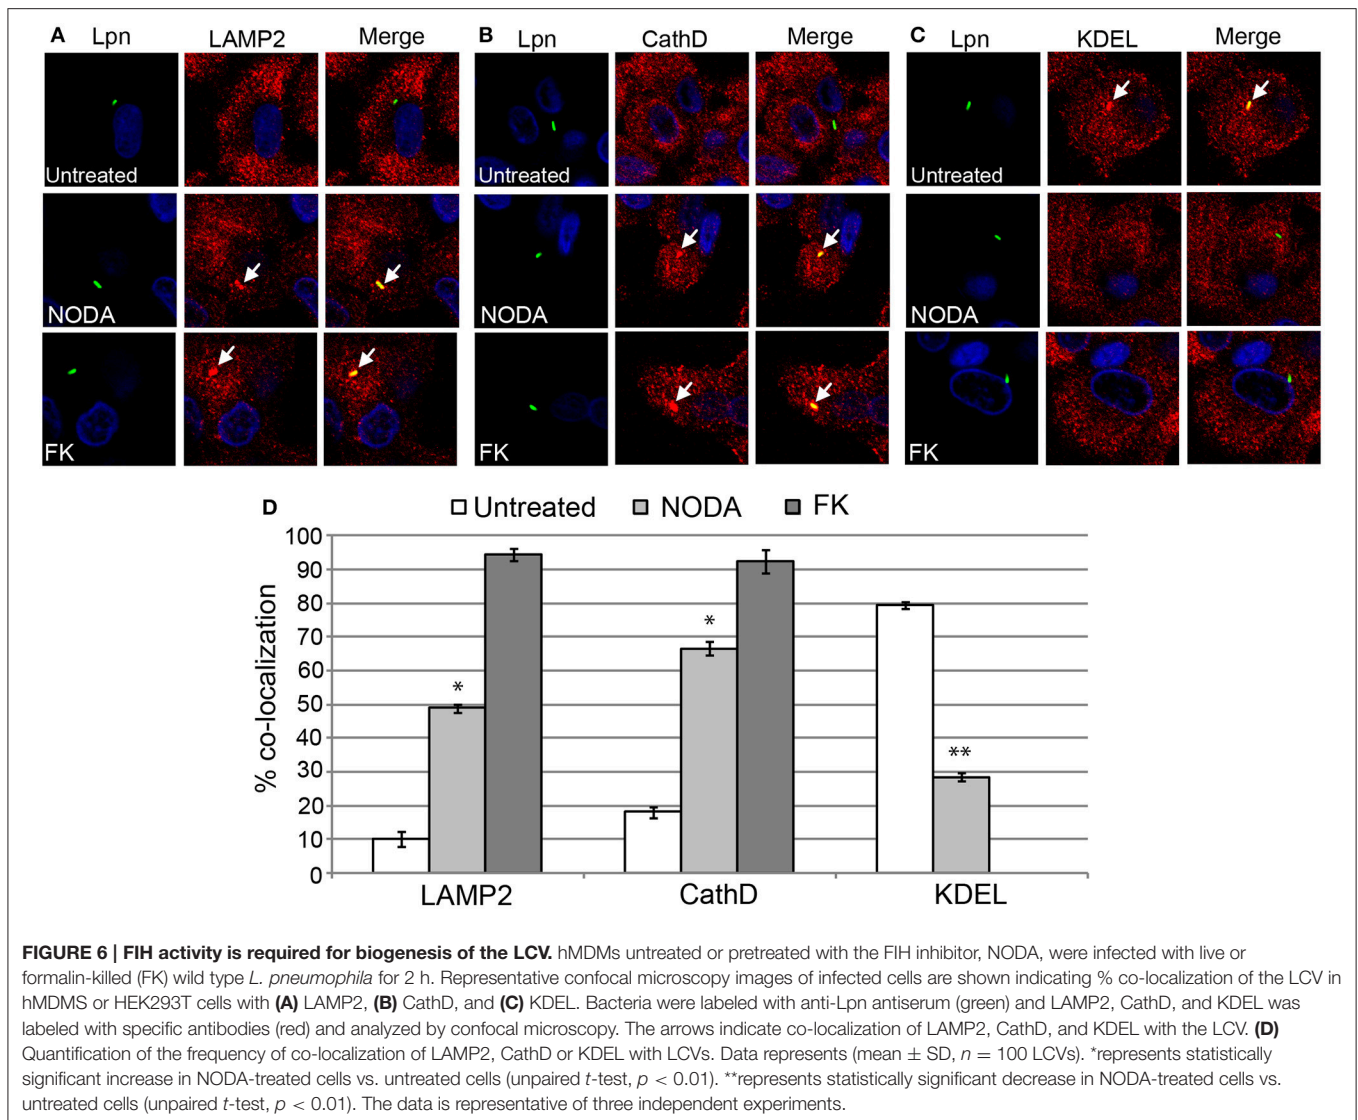 A Lpn LAMP2 Merge B Lpn CathD Merge C Lpn KDEL Merge
Untreated Untreated Untreated
NODA NODA NODA
FK FK FK
D Untreated NODA FK
% co-localization
100
90
80
70
60
50
40
30
20
10
0
*
*
**
LAMP2 CathD KDEL
FIGURE 6 | FIH activity is required for biogenesis of the LCV. hMDMs untreated or pretreated with the FIH inhibitor, NODA, were infected with live or
formalin-killed (FK) wild type L. pneumophila for 2 h. Representative confocal microscopy images of infected cells are shown indicating % co-localization of the LCV in
hMDMS or HEK293T cells with (A) LAMP2, (B) CathD, and (C) KDEL. Bacteria were labeled with anti-Lpn antiserum (green) and LAMP2, CathD, and KDEL was
labeled with specific antibodies (red) and analyzed by confocal microscopy. The arrows indicate co-localization of LAMP2, CathD, and KDEL with the LCV. (D)
Quantification of the frequency of co-localization of LAMP2, CathD or KDEL with LCVs. Data represents (mean ± SD, n = 100 LCVs). *represents statistically
significant increase in NODA-treated cells vs. untreated cells (unpaired t-test, p < 0.01). **represents statistically significant decrease in NODA-treated cells vs.
untreated cells (unpaired t-test, p < 0.01). The data is representative of three independent experiments.